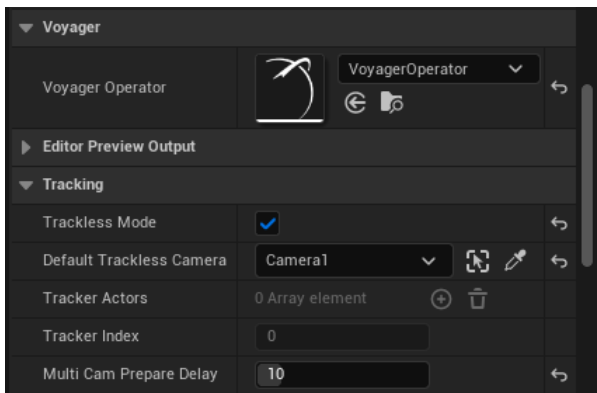 Voyager
Voyager Operator
VoyagerOperator
Editor Preview Output
Tracking
Trackless Mode
Default Trackless Camera
Camera1
Tracker Actors
0 Array element
Tracker Index
0
Multi Cam Prepare Delay
10